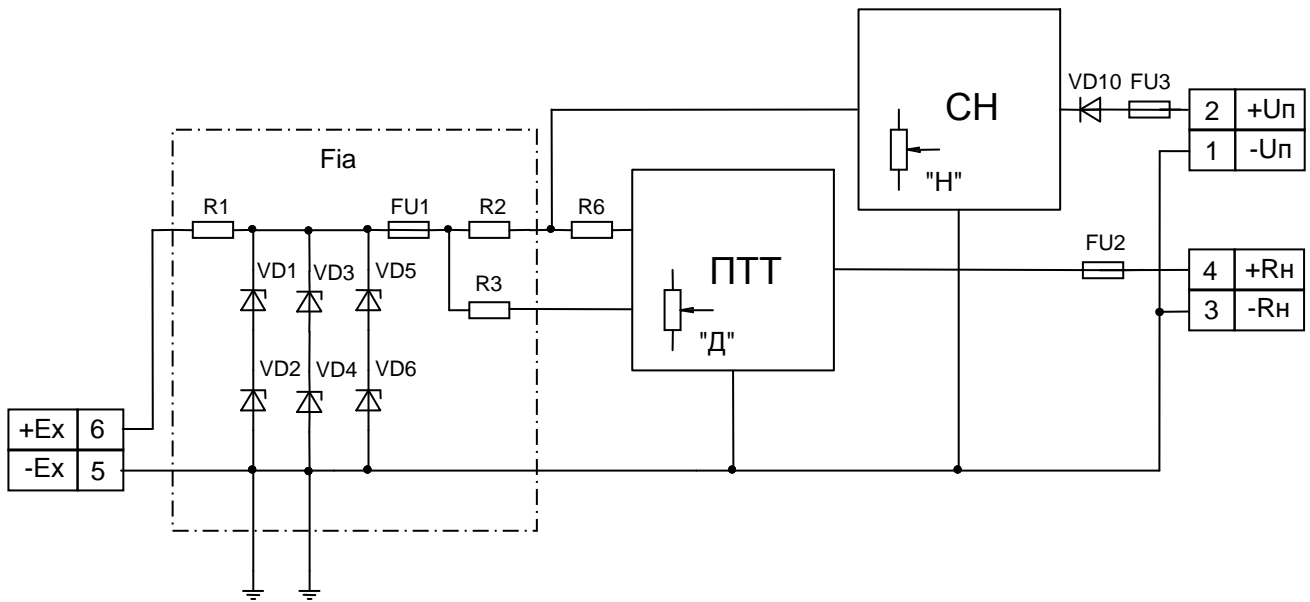 СН
VD10
FU3
2
+Uп
1
-Uп
"Н"
Fia
R1
FU1
R2
R6
ПТТ
FU2
4
+Rн
3
-Rн
VD1
VD3
VD5
R3
"Д"
VD2
VD4
VD6
+Ex
6
-Ex
5